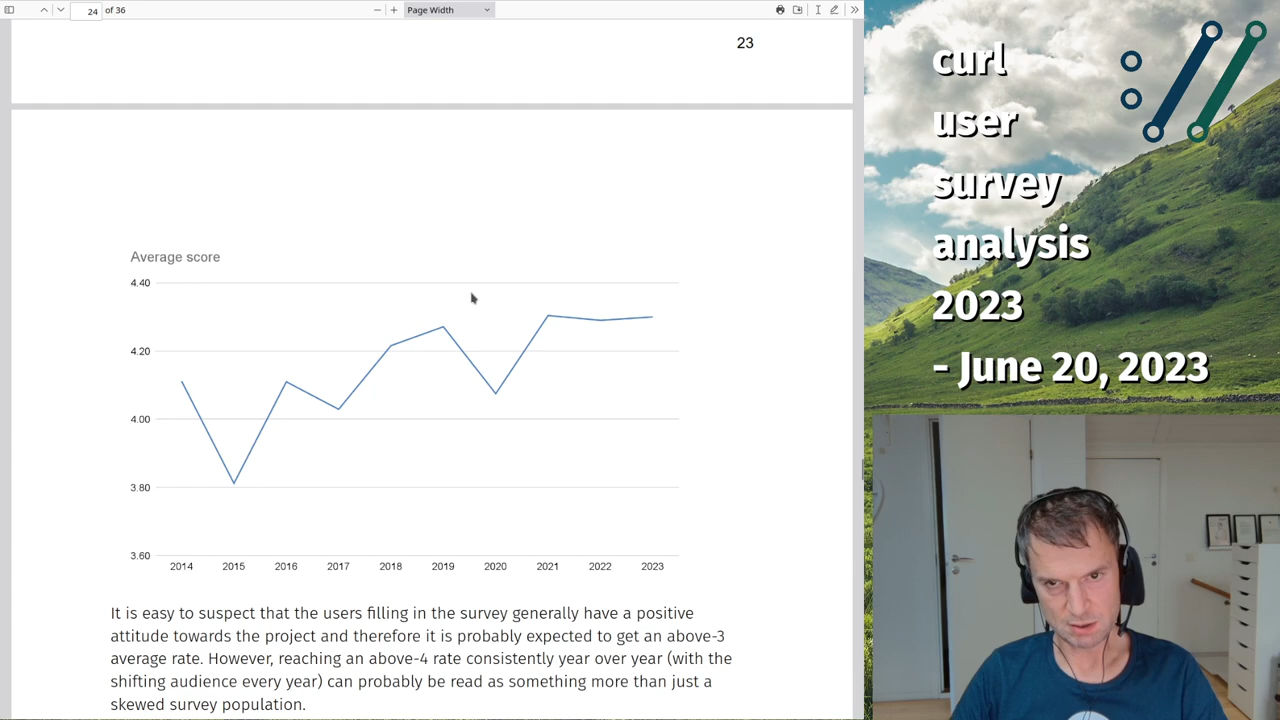 24 of 36
Page Width
23
Average score
4.40
4.20
4.00
3.80
3.60
2014 2015 2016 2017 2018 2019 2020 2021 2022 2023
It is easy to suspect that the users filling in the survey generally have a positive
attitude towards the project and therefore it is probably expected to get an above-3
average rate. However, reaching an above-4 rate consistently year over year (with the
shifting audience every year) can probably be read as something more than just a
skewed survey population.
curl
user
survey
analysis
2023
- June 20, 2023